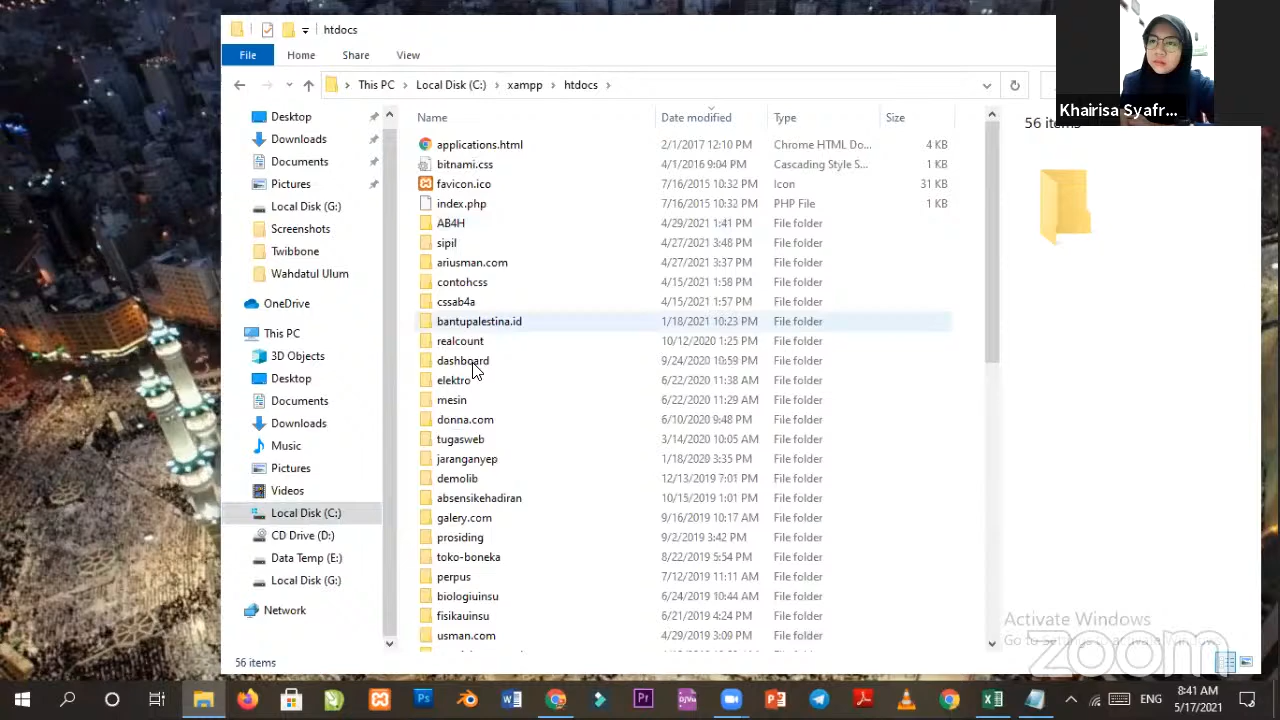 htdocs
File Home Share View
This PC Local Disk (C:) xampp htdocs
Khairisa Syafr...
56 items
Desktop
Downloads
Documents
Pictures
Local Disk (G:)
Screenshots
Twibbone
Wahdatul Ulum
OneDrive
This PC
3D Objects
Desktop
Documents
Downloads
Music
Pictures
Videos
Local Disk (C:)
CD Drive (D:)
Data Temp (E:)
Local Disk (G:)
Network
Name Date modified Type Size
applications.html 2/1/2017 12:10 PM Chrome HTML Do... 4 KB
bitnami.css 4/1/2016 9:04 PM Cascading Style S... 1 KB
favicon.ico 7/16/2015 10:32 PM Icon 31 KB
index.php 7/16/2015 10:32 PM PHP File 1 KB
AB4H 4/29/2021 1:41 PM File folder
sipil 4/27/2021 3:48 PM File folder
ariusman.com 4/27/2021 3:37 PM File folder
contohcss 4/15/2021 1:58 PM File folder
cssab4a 4/15/2021 1:57 PM File folder
bantupalestina.id 1/18/2021 10:23 PM File folder
realcount 10/12/2020 1:25 PM File folder
dashboard 9/24/2020 10:59 PM File folder
elektro 6/22/2020 11:38 AM File folder
mesin 6/22/2020 11:29 AM File folder
donna.com 6/10/2020 9:48 PM File folder
tugasweb 3/14/2020 10:05 AM File folder
jaranganyep 1/18/2020 3:35 PM File folder
demolib 12/13/2019 7:01 PM File folder
absensikehadiran 10/15/2019 1:01 PM File folder
galery.com 9/16/2019 10:17 AM File folder
prosiding 9/2/2019 3:42 PM File folder
toko-boneka 8/22/2019 5:54 PM File folder
perpus 7/12/2019 11:11 AM File folder
biologiuinsu 6/24/2019 10:44 AM File folder
fisikauinsu 6/21/2019 4:24 PM File folder
usman.com 4/29/2019 3:09 PM File folder
56 items
Activate Windows
zoom
ENG
8:41 AM
5/17/2021